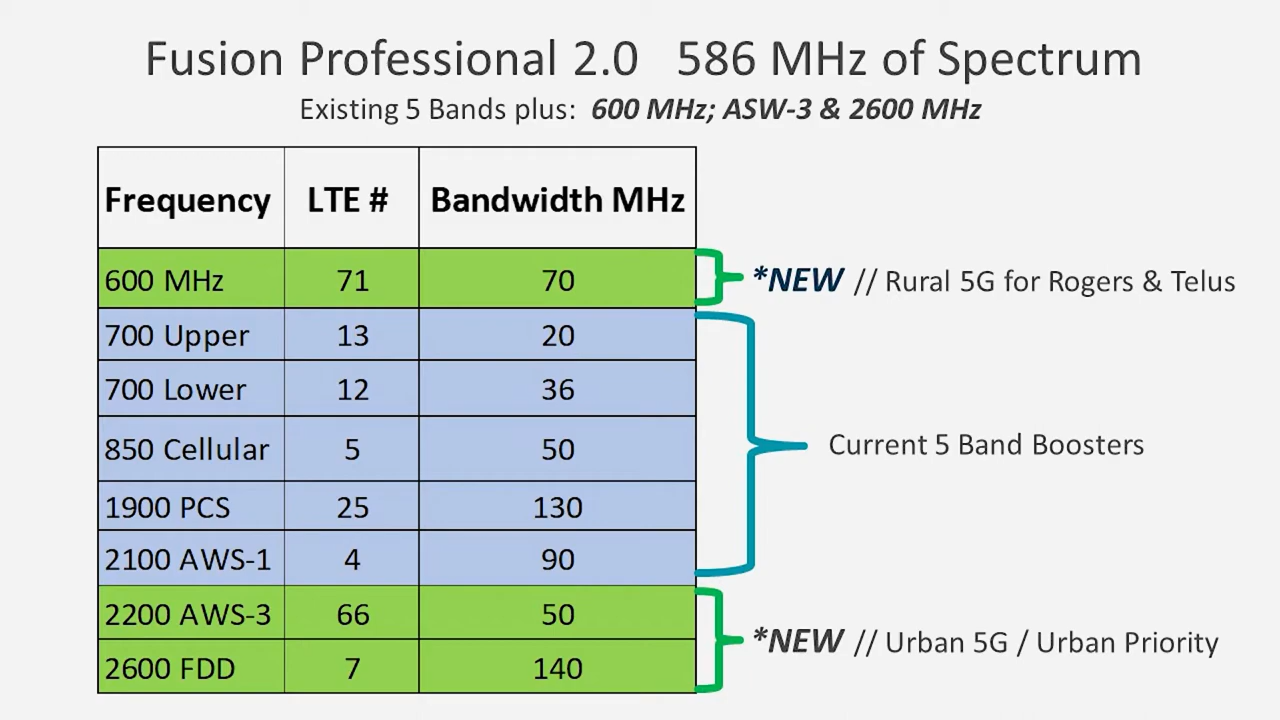 Fusion Professional 2.0 586 MHz of Spectrum
Existing 5 Bands plus: 600 MHz; ASW-3 & 2600 MHz
Frequency LTE # Bandwidth MHz
600 MHz 71 70 *NEW // Rural 5G for Rogers & Telus
700 Upper 13 20
700 Lower 12 36
850 Cellular 5 50 Current 5 Band Boosters
1900 PCS 25 130
2100 AWS-1 4 90
2200 AWS-3 66 50 *NEW // Urban 5G / Urban Priority
2600 FDD 7 140